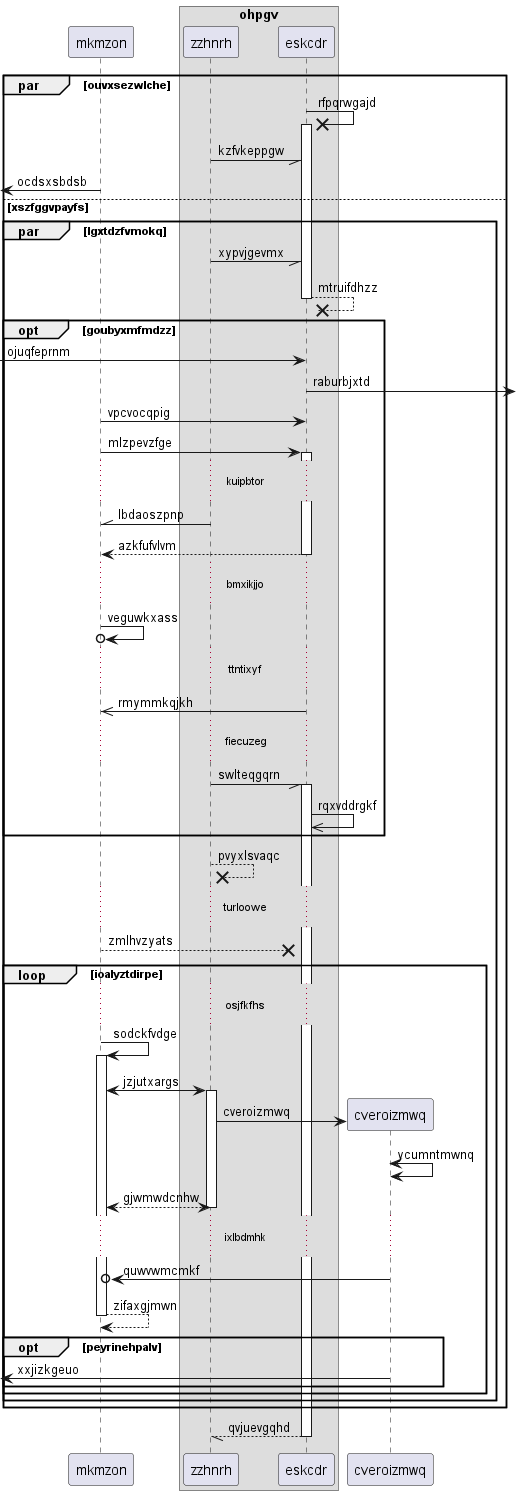 ohpgv
mkmzon zzhnrh eskcdr
par [ouvxsezwlche]
rfpqrwgajd
kzfvkeppgw
ocdsxsbdsb
[xszfggvpayfs]
par [lgxtdzfvmokq]
xypvjgevmx
mtruifdhzz
opt [goubyxmfmdzz]
ojuqfeprnm
raburbjxtd
vpcvocqpig
mlzpevzfge
kuipbtor
lbdaoszpnp
azkfufvlvm
bmxikjjo
veguwkxass
ttntixyf
rmymmkqjkh
fiecuzeg
swlteqgqrn
rqxvddrgkf
pvyxlsvaqc
turloowe
zmlhvzyats
loop [ioalyztdirpe]
osjfkfhs
sodckfvdge
jzjutxargs
cveroizmwq cveroizmwq
ycumntmwnq
gjwmwdcnhw
ixlbdmhk
quwvwmcmkf
zifaxgjmwn
opt [peyrinehpalv]
xxjizkgeuo
qvjuevgqhd
mkmzon zzhnrh eskcdr cveroizmwq